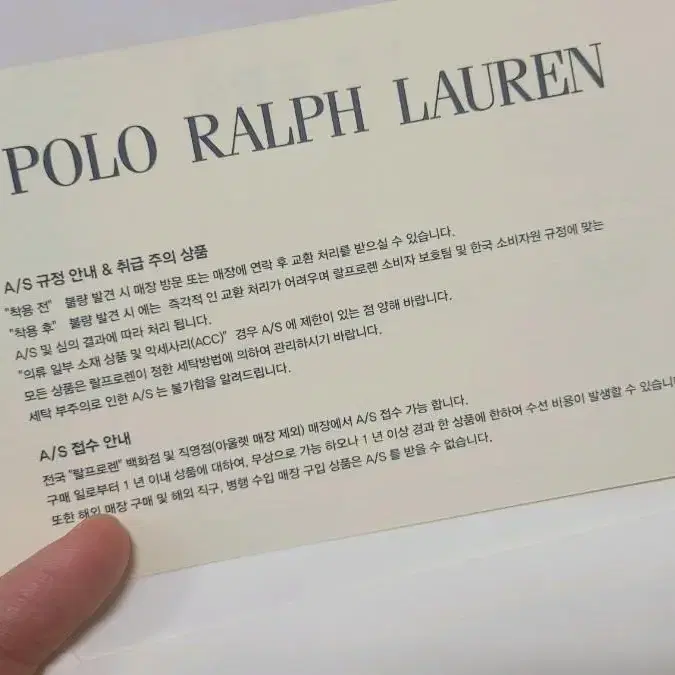 POLO RALPH LAUREN
A/S 규정 안내 & 취급 주의 상품
"착용 전" 불량 발견 시 매장 방문 또는 매장에 연락 후 교환 처리를 받으실 수 있습니다.
"착용 후" 불량 발견 시 에는 즉각적 인 교환 처리가 어려우며 랄프로렌 소비자 보호팀 및 한국 소비자원 규정에 맞는
A/S 및 심의 결과에 따라 처리 됩니다.
"의류 일부 소재 상품 및 악세사리(ACC)" 경우 A/S 에 제한이 있는 점 양해 바랍니다.
모든 상품은 랄프로렌이 정한 세탁방법에 의하여 관리하시기 바랍니다.
세탁 부주의로 인한 A/S 는 불가함을 알려드립니다.
A/S 접수 안내
전국 "랄프로렌" 백화점 및 직영점(아울렛 매장 제외) 매장에서 A/S 접수 가능 합니다.
구매 일로부터 1 년 이내 상품에 대하여, 무상으로 가능 하오나 1 년 이상 경과 한 상품에 한하여 수선 비용이 발생할 수 있습니다
또한 해외 매장 구매 및 해외 직구, 병행 수입 매장 구입 상품은 A/S 를 받을 수 없습니다.